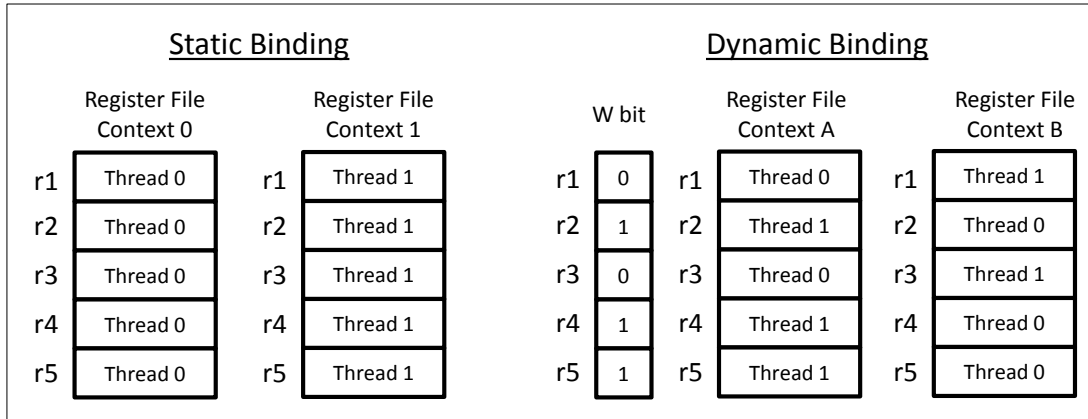 Static Binding
Dynamic Binding
Register File
Context 0
Register File
Context 1
W bit
Register File
Context A
Register File
Context B
r1 Thread 0 r1 Thread 1 r1 0 r1 Thread 0 r1 Thread 1
r2 Thread 0 r2 Thread 1 r2 1 r2 Thread 1 r2 Thread 0
r3 Thread 0 r3 Thread 1 r3 0 r3 Thread 0 r3 Thread 1
r4 Thread 0 r4 Thread 1 r4 1 r4 Thread 1 r4 Thread 0
r5 Thread 0 r5 Thread 1 r5 1 r5 Thread 1 r5 Thread 0